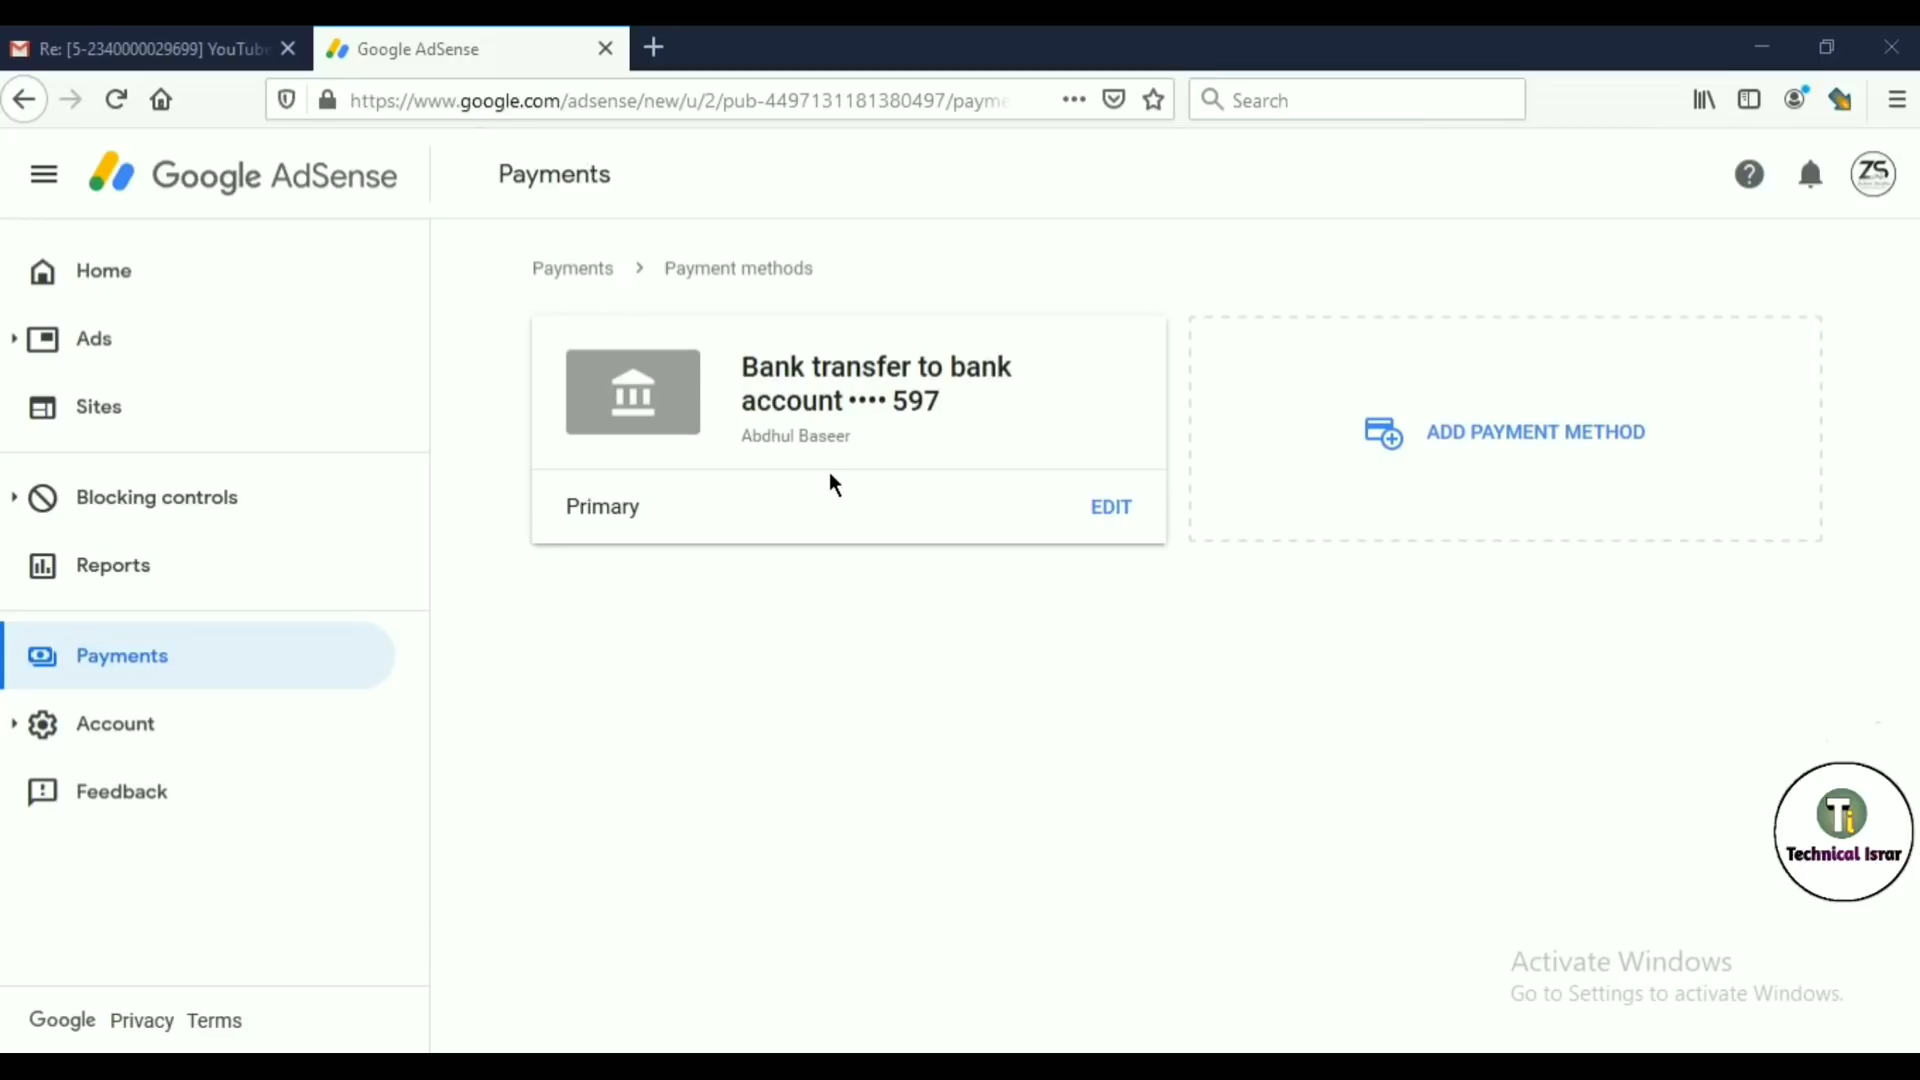 Re: [5-2340000029699] YouTub
Google AdSense
https://www.google.com/adsense/new/u/2/pub-4497131181380497/payme
Search
Google AdSense
Payments
ZS
Home
Ads
Sites
Blocking controls
Reports
Payments
Account
Feedback
Payments > Payment methods
Bank transfer to bank
account •••• 597
Abdhul Baseer
Primary
EDIT
ADD PAYMENT METHOD
Ti
Technical Israr
Activate Windows
Go to Settings to activate Windows.
Google Privacy Terms